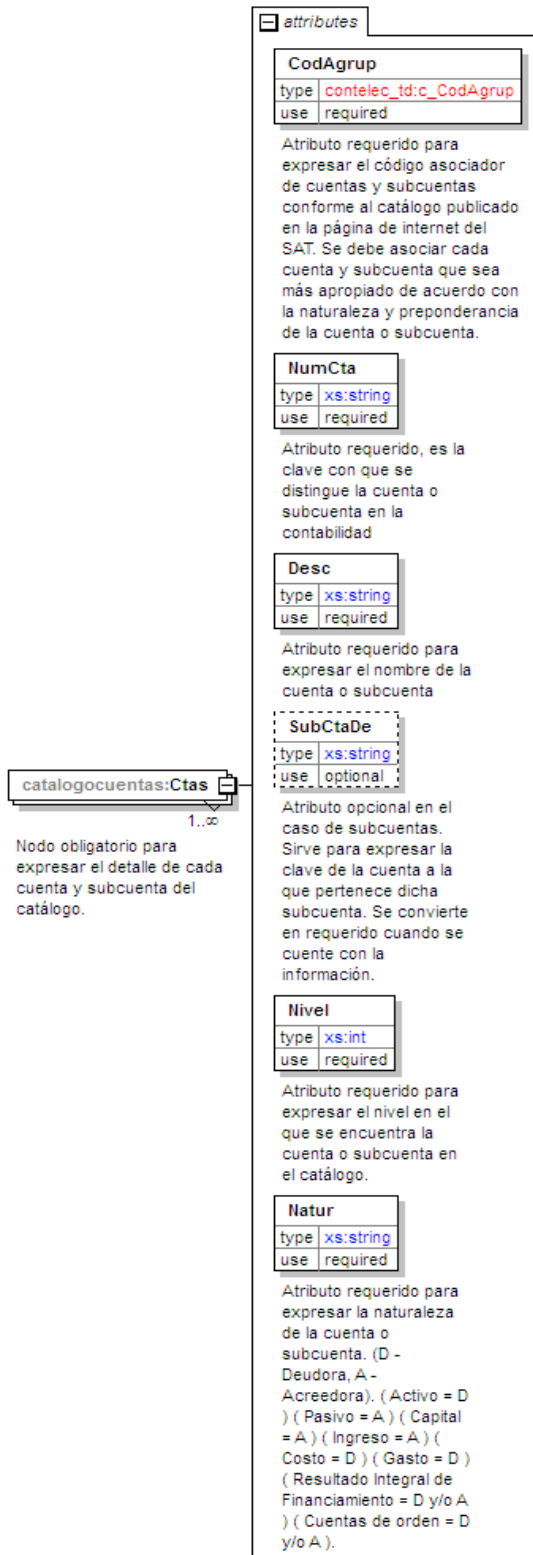 attributes
CodAgrup
type contelec_td:c_CodAgrup
use required
Atributo requerido para
expresar el código asociador
de cuentas y subcuentas
conforme al catálogo publicado
en la página de internet del
SAT. Se debe asociar cada
cuenta y subcuenta que sea
más apropiado de acuerdo con
la naturaleza y preponderancia
de la cuenta o subcuenta.
NumCta
type xs:string
use required
Atributo requerido, es la
clave con que se
distingue la cuenta o
subcuenta en la
contabilidad
Desc
type xs:string
use required
Atributo requerido para
expresar el nombre de la
cuenta o subcuenta
SubCtaDe
type xs:string
use optional
Atributo opcional en el
caso de subcuentas.
Sirve para expresar la
clave de la cuenta a la
que pertenece dicha
subcuenta. Se convierte
en requerido cuando se
cuente con la
información.
catalogocuentas:Ctas
1..∞
Nodo obligatorio para
expresar el detalle de cada
cuenta y subcuenta del
catálogo.
Nivel
type xs:int
use required
Atributo requerido para
expresar el nivel en el
que se encuentra la
cuenta o subcuenta en
el catálogo.
Natur
type xs:string
use required
Atributo requerido para
expresar la naturaleza
de la cuenta o
subcuenta. (D -
Deudora, A -
Acreedora). ( Activo = D
) ( Pasivo = A ) ( Capital
= A ) ( Ingreso = A ) (
Costo = D ) ( Gasto = D )
( Resultado Integral de
Financiamiento = D y/o A
) ( Cuentas de orden = D
y/o A ).